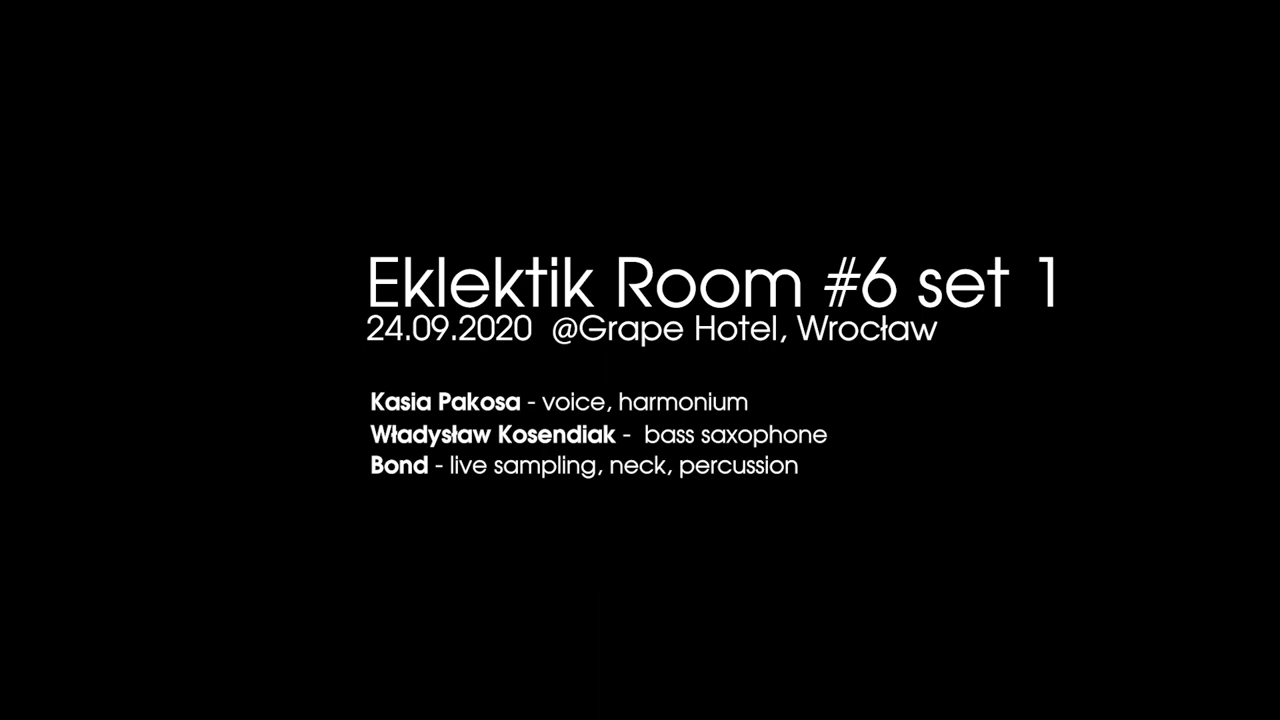 Eklektik Room #6 set 1
24.09.2020 @Grape Hotel, Wrocław
Kasia Pakosa - voice, harmonium
Władysław Kosendiak - bass saxophone
Bond - live sampling, neck, percussion